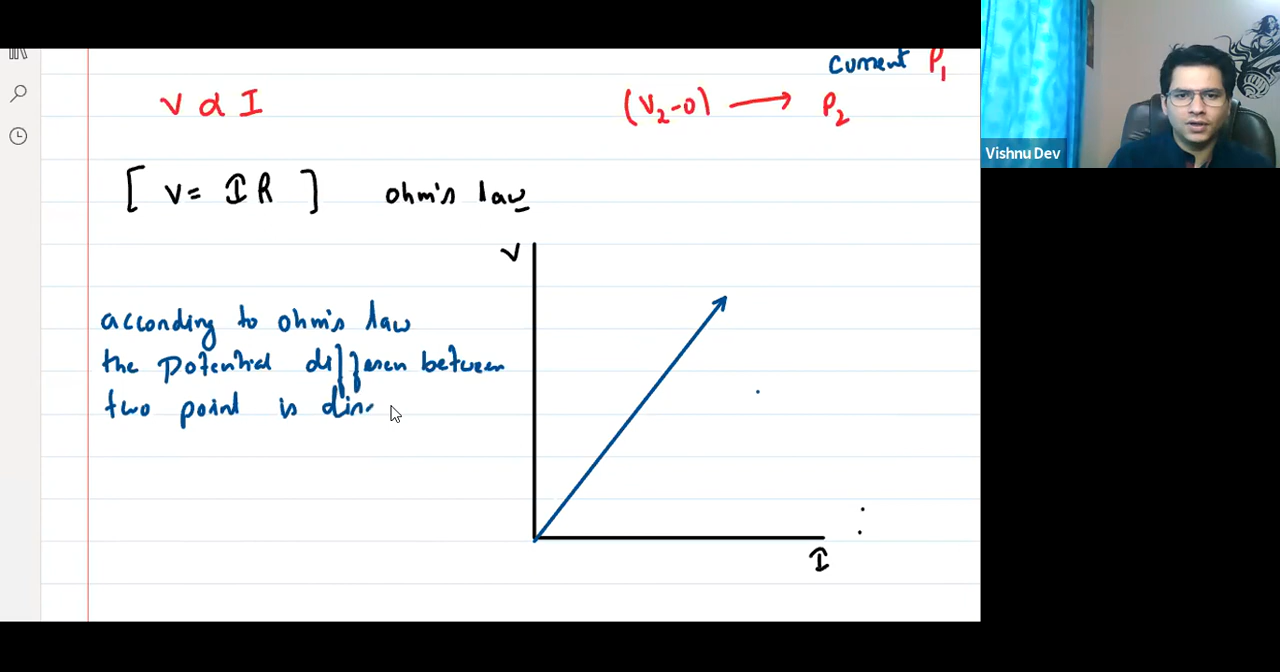 current P1
V α I
(V2-0) → P2
[ V = IR ] ohm's law
V
according to ohm's law
the potential differen between
two point is dire
I
Vishnu Dev